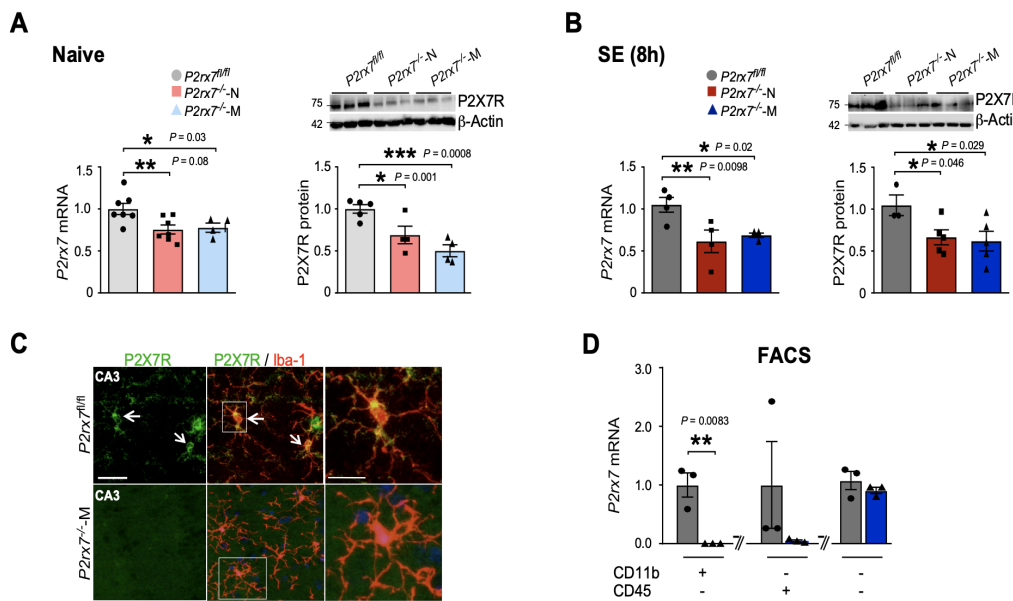 A
Naive
P2rx7fl/fl
P2rx7-/--N
P2rx7-/--M
* P = 0.03
** P = 0.08
1.5
1.0
0.5
0
P2rx7 mRNA
P2rx7fl/fl
P2rx7-/--N
P2rx7-/--M
75
P2X7R
42
β-Actin
*** P = 0.0008
* P = 0.001
1.5
1.0
0.5
0
P2X7R protein
B
SE (8h)
P2rx7fl/fl
P2rx7-/--N
P2rx7-/--M
* P = 0.02
** P = 0.0098
1.5
1.0
0.5
0
P2rx7 mRNA
P2rx7fl/fl
P2rx7-/--N
P2rx7-/--M
75
P2X7I
42
β-Actin
* P = 0.029
* P = 0.046
1.5
1.0
0.5
0
P2X7R protein
C
P2X7R
P2X7R / Iba-1
CA3
P2rx7fl/fl
CA3
P2rx7-/--M
D
FACS
3.0
2.0
1.0
0.0
P2rx7 mRNA
P = 0.0083
**
CD11b + - -
CD45 - + -